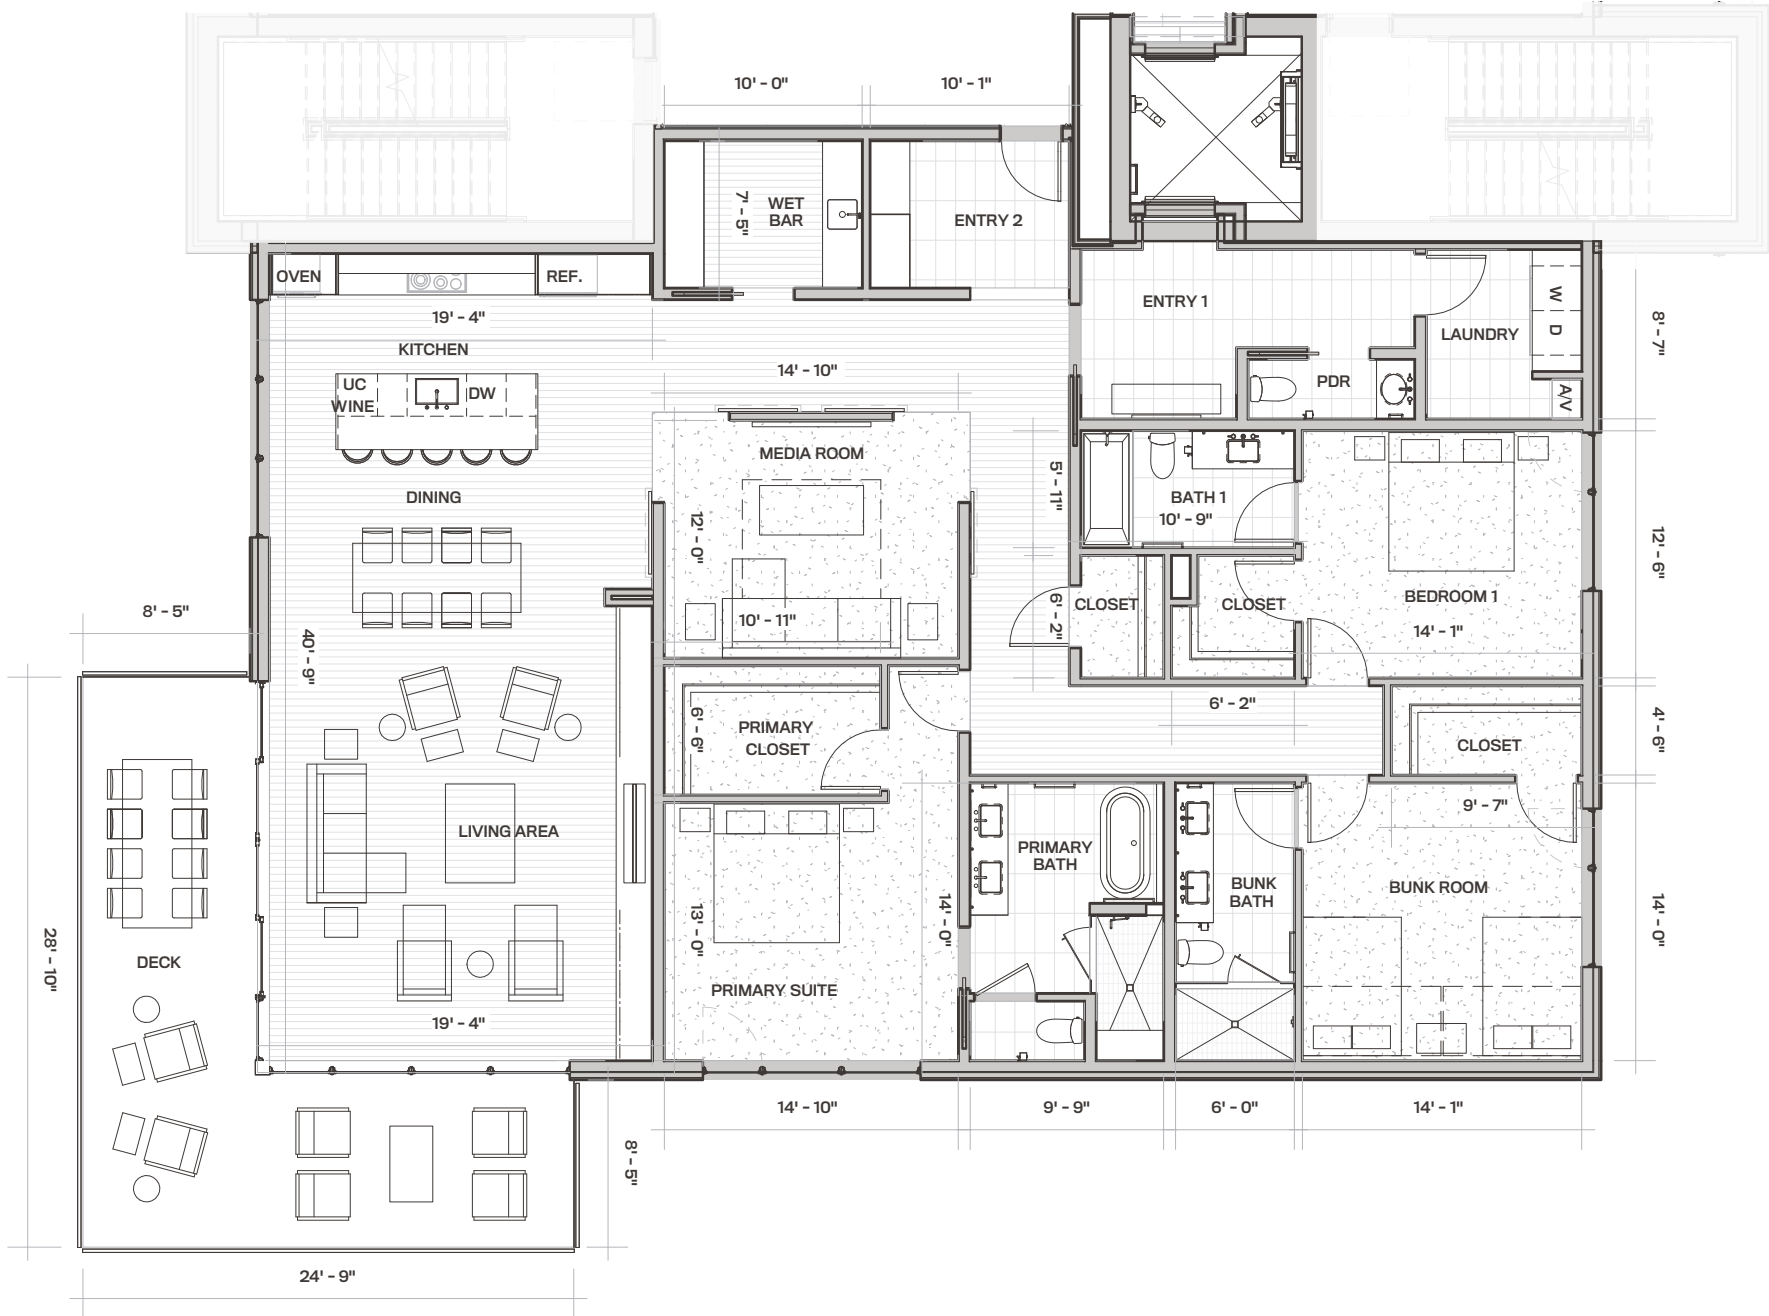 10' - 0"
10' - 1"
7' - 5"
WET
BAR
ENTRY 2
OVEN
REF.
ENTRY 1
W D
8' - 7"
19' - 4"
LAUNDRY
KITCHEN
14' - 10"
PDR
UC
WINE
DW
A/V
MEDIA ROOM
5' - 11"
DINING
BATH 1
10' - 9"
12' - 0"
12' - 6"
8' - 5"
10' - 11"
6' - 2"
CLOSET
CLOSET
BEDROOM 1
14' - 1"
40' - 9"
6' - 2"
6' - 6"
PRIMARY
CLOSET
4' - 6"
CLOSET
9' - 7"
LIVING AREA
PRIMARY
BATH
BUNK
BATH
BUNK ROOM
13' - 0"
14' - 0"
14' - 0"
28' - 10"
DECK
PRIMARY SUITE
19' - 4"
14' - 10"
9' - 9"
6' - 0"
14' - 1"
8' - 5"
24' - 9"